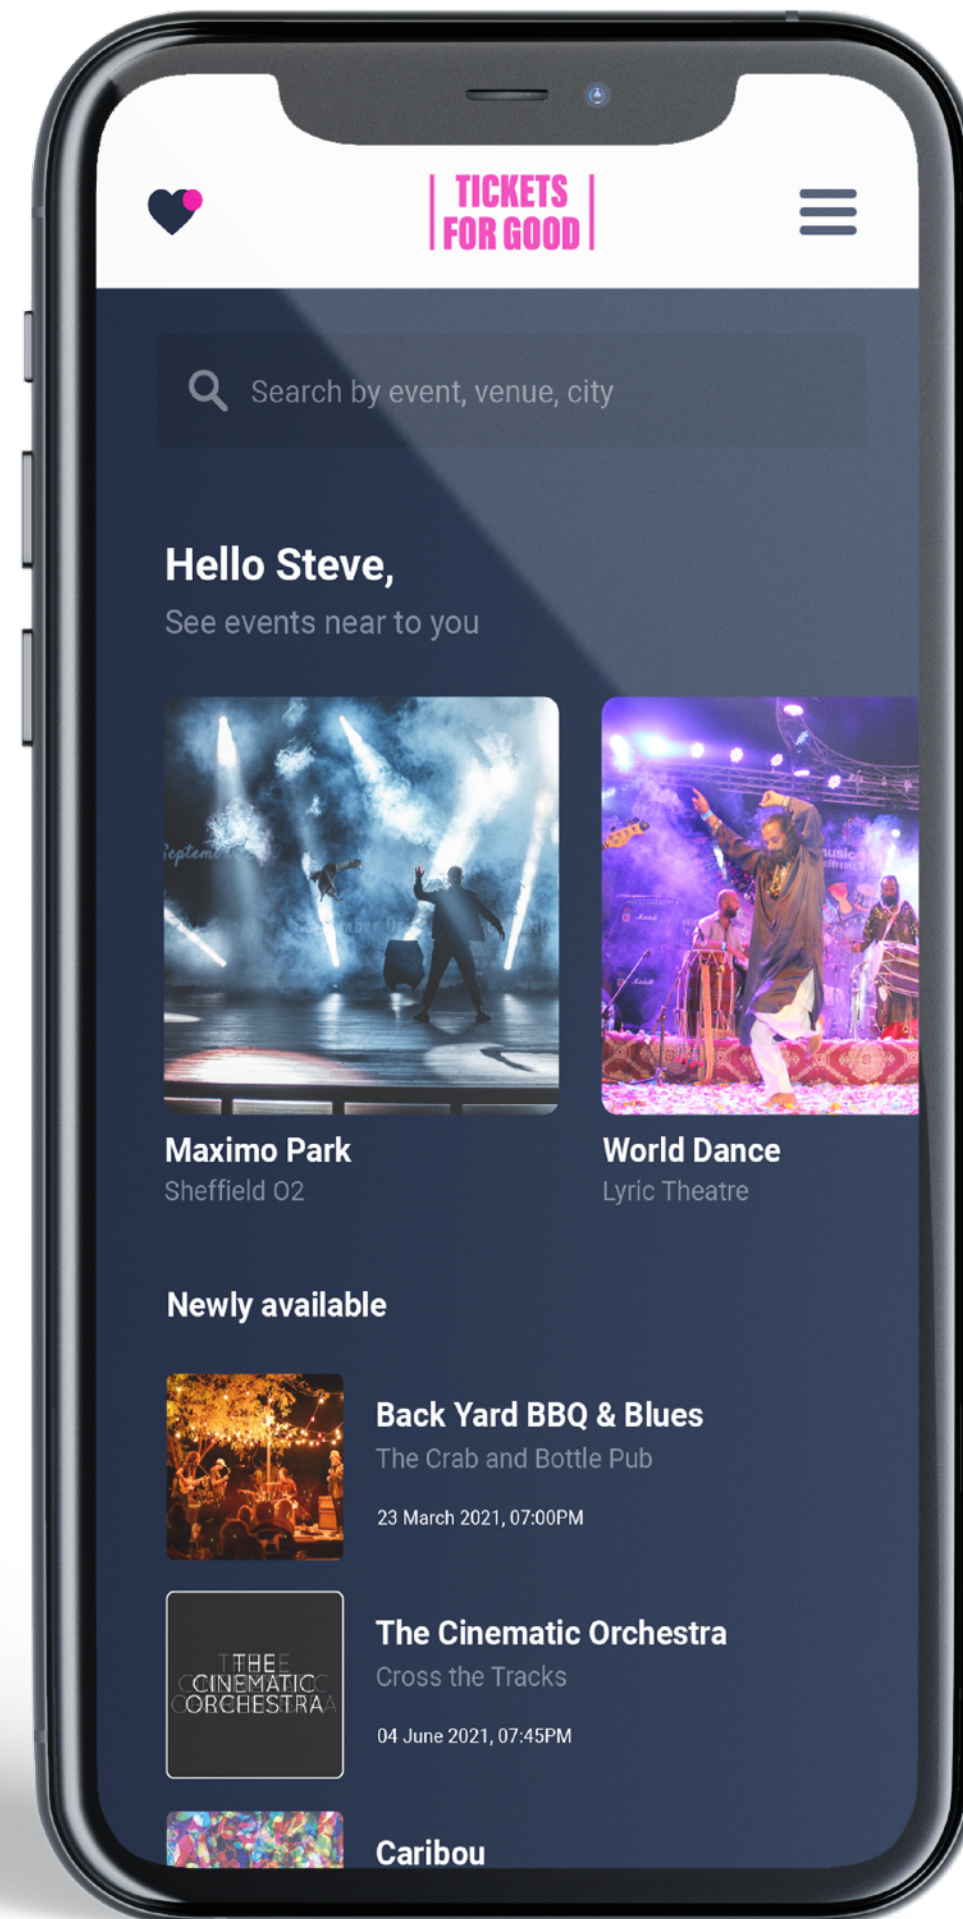 TICKETS
FOR GOOD
Search by event, venue, city
Hello Steve,
See events near to you
Septem
Maximo Park
Sheffield O2
World Dance
Lyric Theatre
Newly available
Back Yard BBQ & Blues
The Crab and Bottle Pub
23 March 2021, 07:00PM
THE
CINEMATIC
ORCHESTRA
The Cinematic Orchestra
Cross the Tracks
04 June 2021, 07:45PM
Caribou